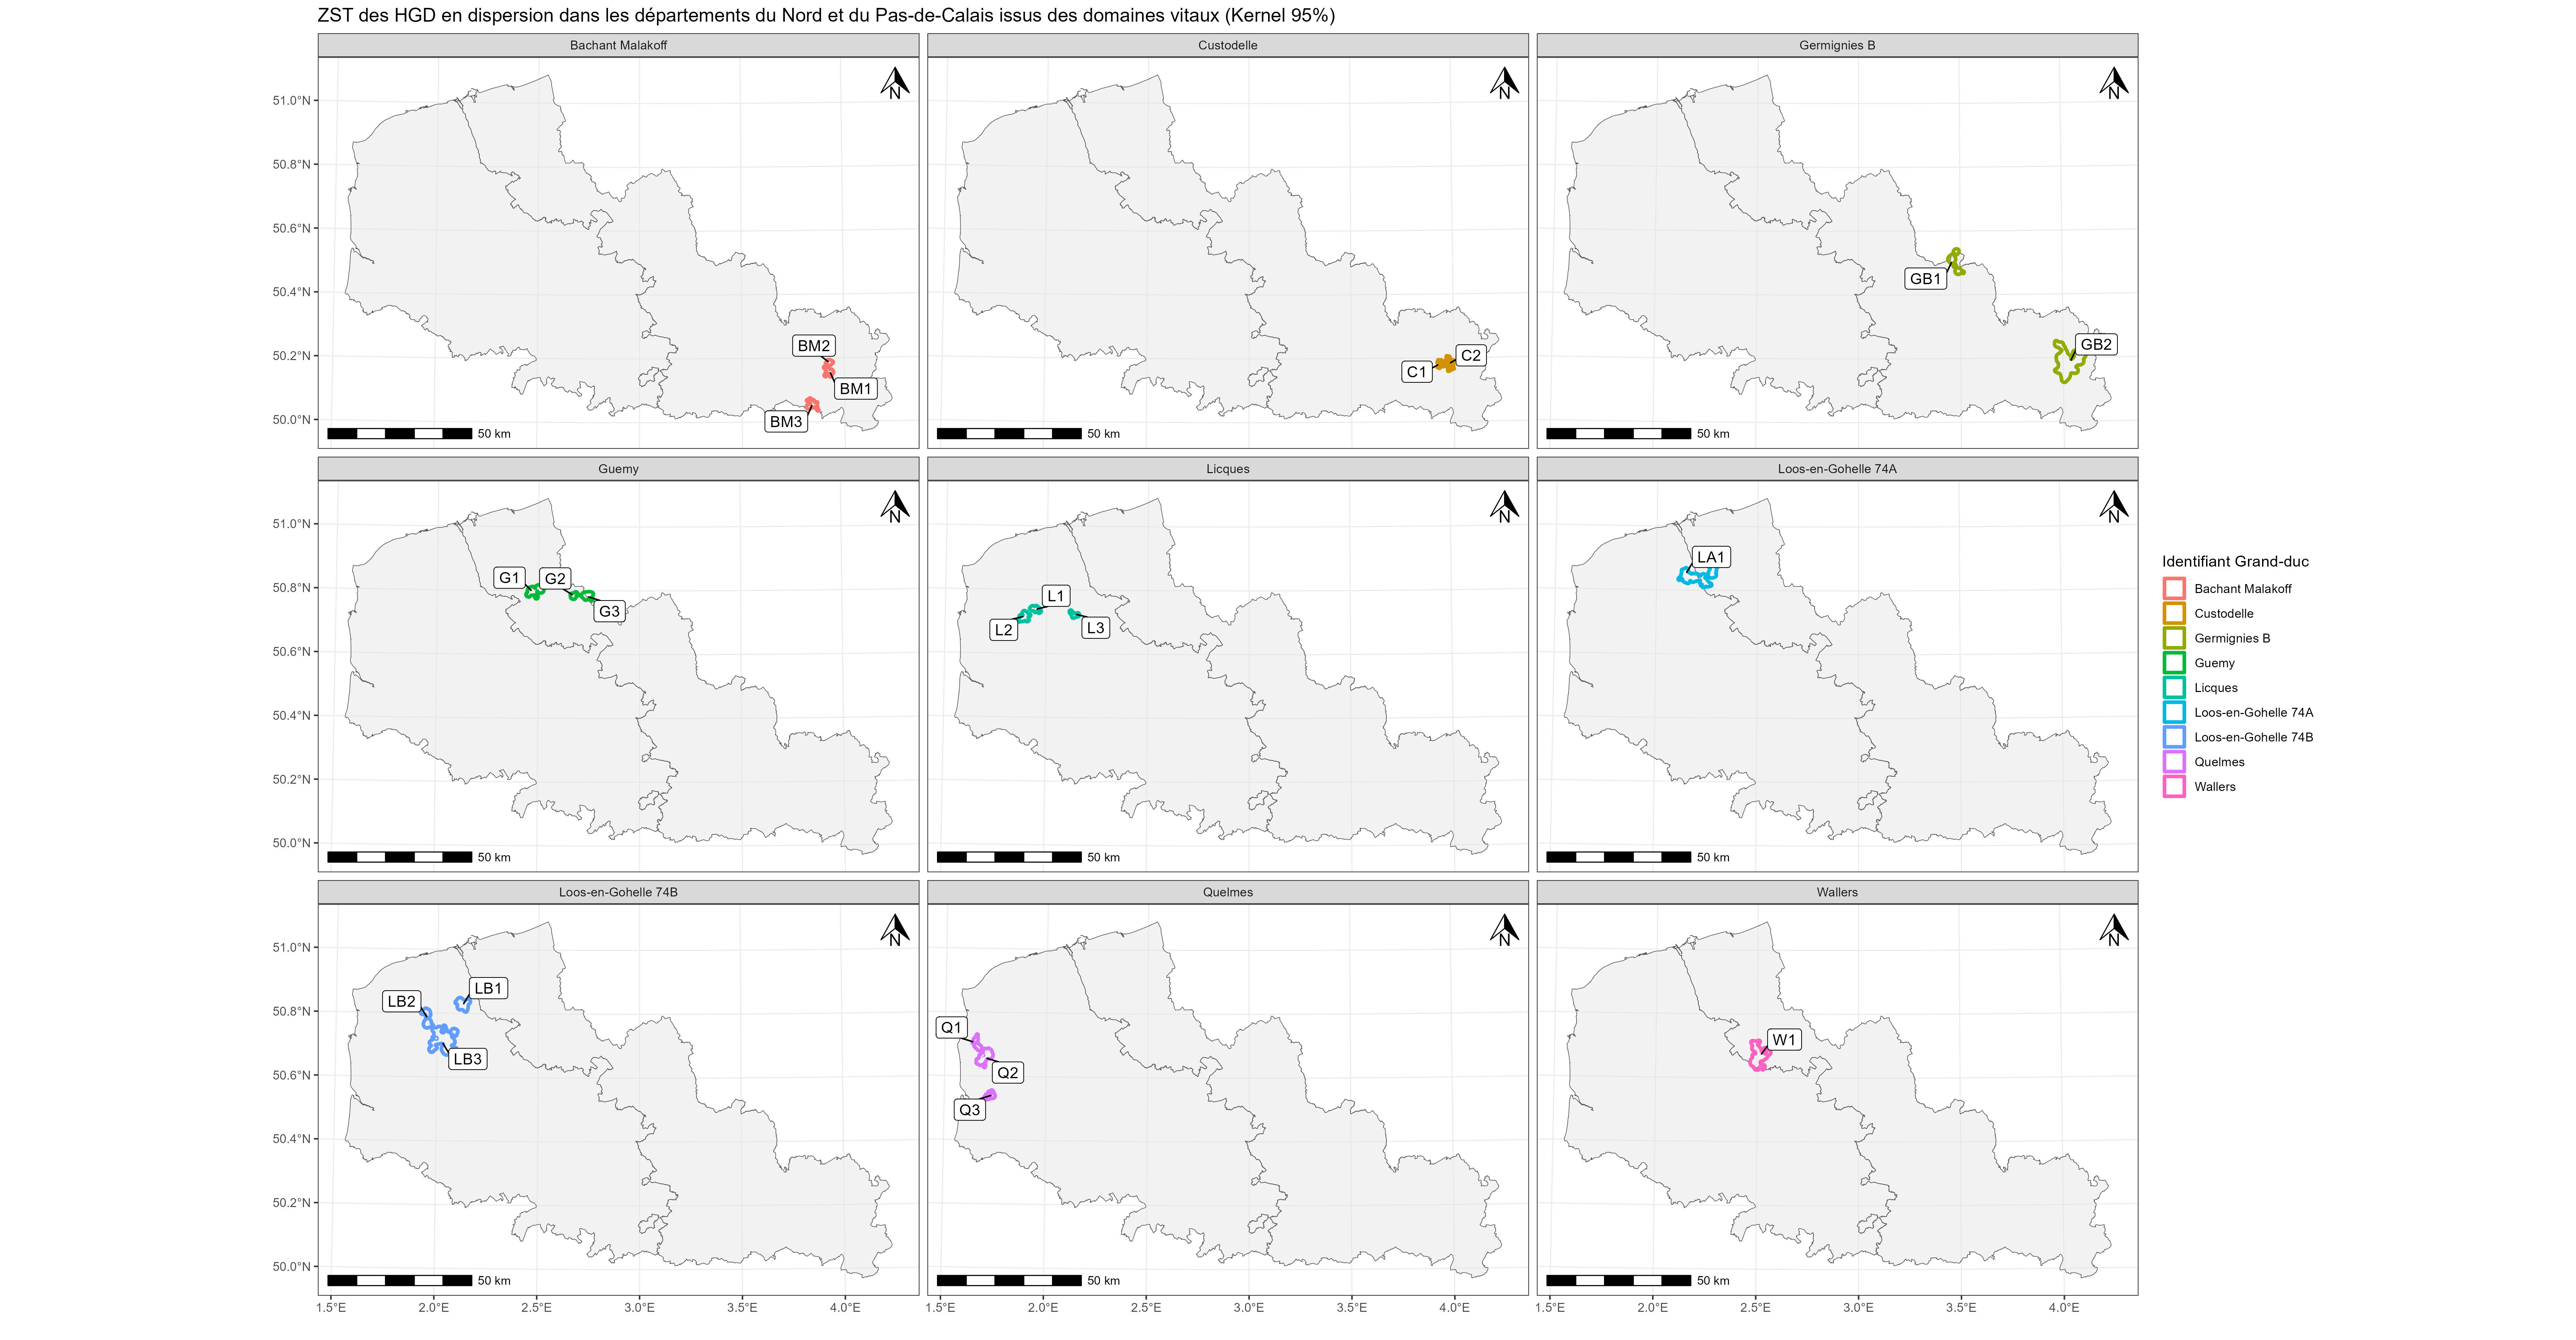 ZST des HGD en dispersion dans les départements du Nord et du Pas-de-Calais issus des domaines vitaux (Kernel 95%)
Bachant Malakoff
Custodelle
Germignies B
N
N
N
51.0°N
50.8°N
50.6°N
50.4°N
50.2°N
50.0°N
BM2
BM1
BM3
50 km
C1
C2
50 km
GB1
GB2
50 km
Guemy
Licques
Loos-en-Gohelle 74A
N
N
N
51.0°N
50.8°N
50.6°N
50.4°N
50.2°N
50.0°N
G1
G2
G3
50 km
L1
L2
L3
50 km
LA1
50 km
Loos-en-Gohelle 74B
Quelmes
Wallers
N
N
N
51.0°N
50.8°N
50.6°N
50.4°N
50.2°N
50.0°N
LB1
LB2
LB3
50 km
Q1
Q2
Q3
50 km
W1
50 km
1.5°E 2.0°E 2.5°E 3.0°E 3.5°E 4.0°E
1.5°E 2.0°E 2.5°E 3.0°E 3.5°E 4.0°E
1.5°E 2.0°E 2.5°E 3.0°E 3.5°E 4.0°E
Identifiant Grand-duc
Bachant Malakoff
Custodelle
Germignies B
Guemy
Licques
Loos-en-Gohelle 74A
Loos-en-Gohelle 74B
Quelmes
Wallers